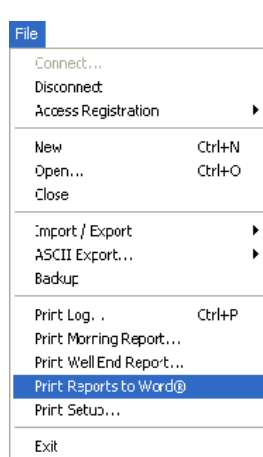 File
Connect...
Disconnect
Access Registration
New Ctrl+N
Open... Ctrl+O
Close
Import / Export
ASCII Export...
Backup
Print Log... Ctrl+P
Print Morning Report...
Print Well End Report...
Print Reports to Word®
Print Setup...
Exit